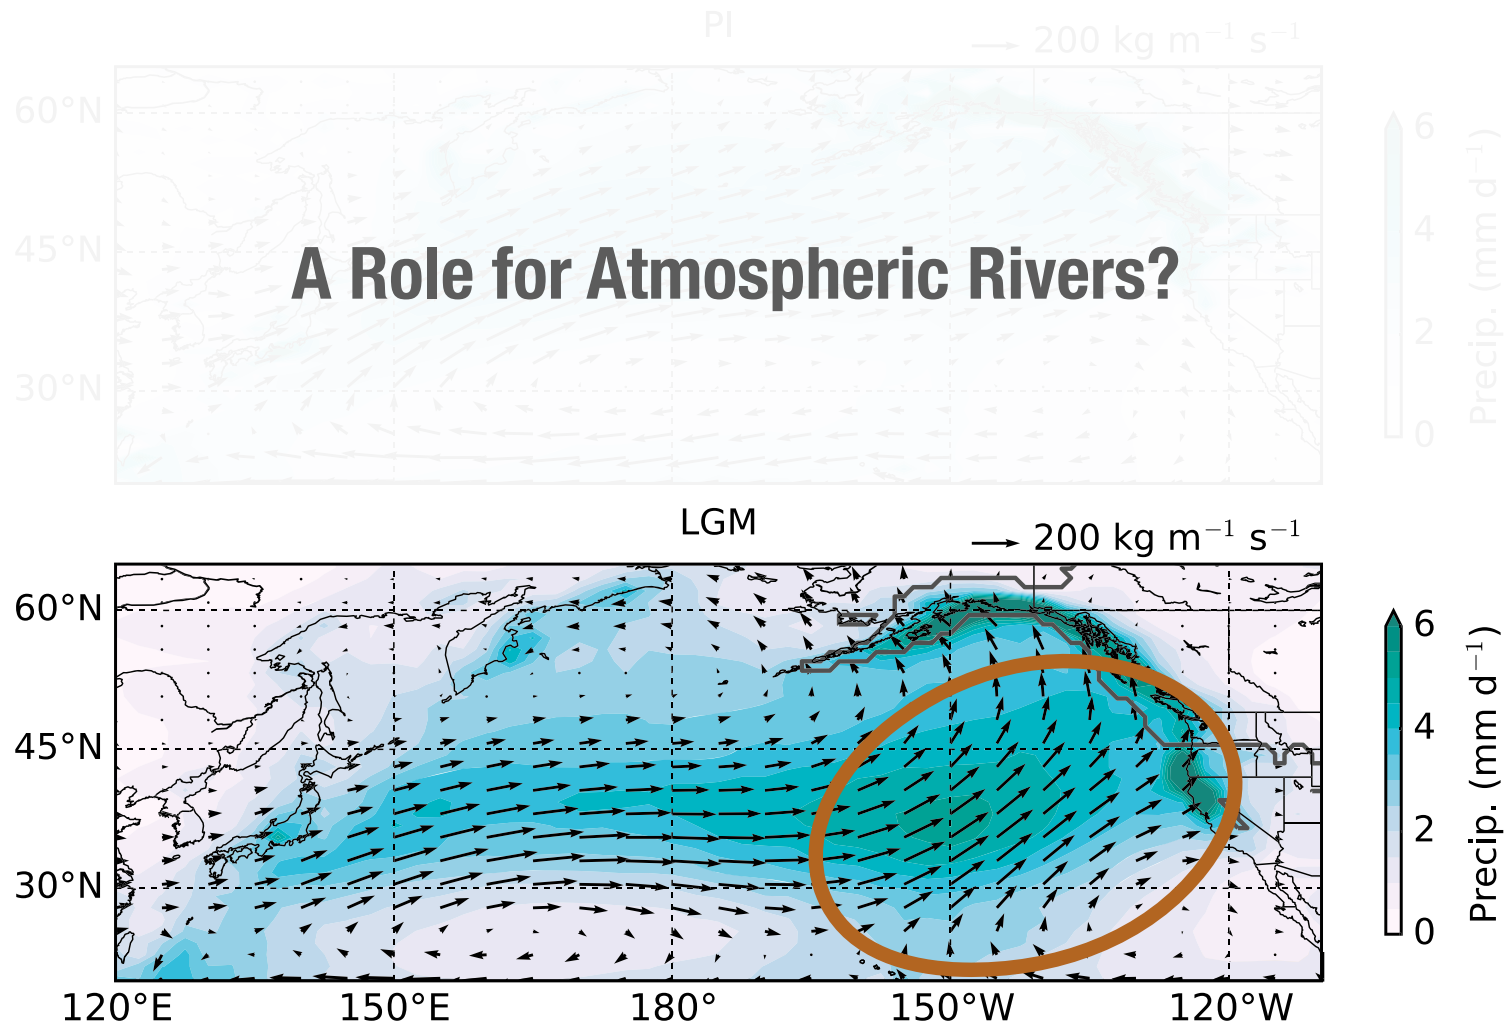 PI
200 kg m⁻¹ s⁻¹
60°N
45°N
30°N
6
4
2
0
Precip. (mm d⁻¹)
A Role for Atmospheric Rivers?
LGM
200 kg m⁻¹ s⁻¹
60°N
45°N
30°N
120°E 150°E 180° 150°W 120°W
6
4
2
0
Precip. (mm d⁻¹)